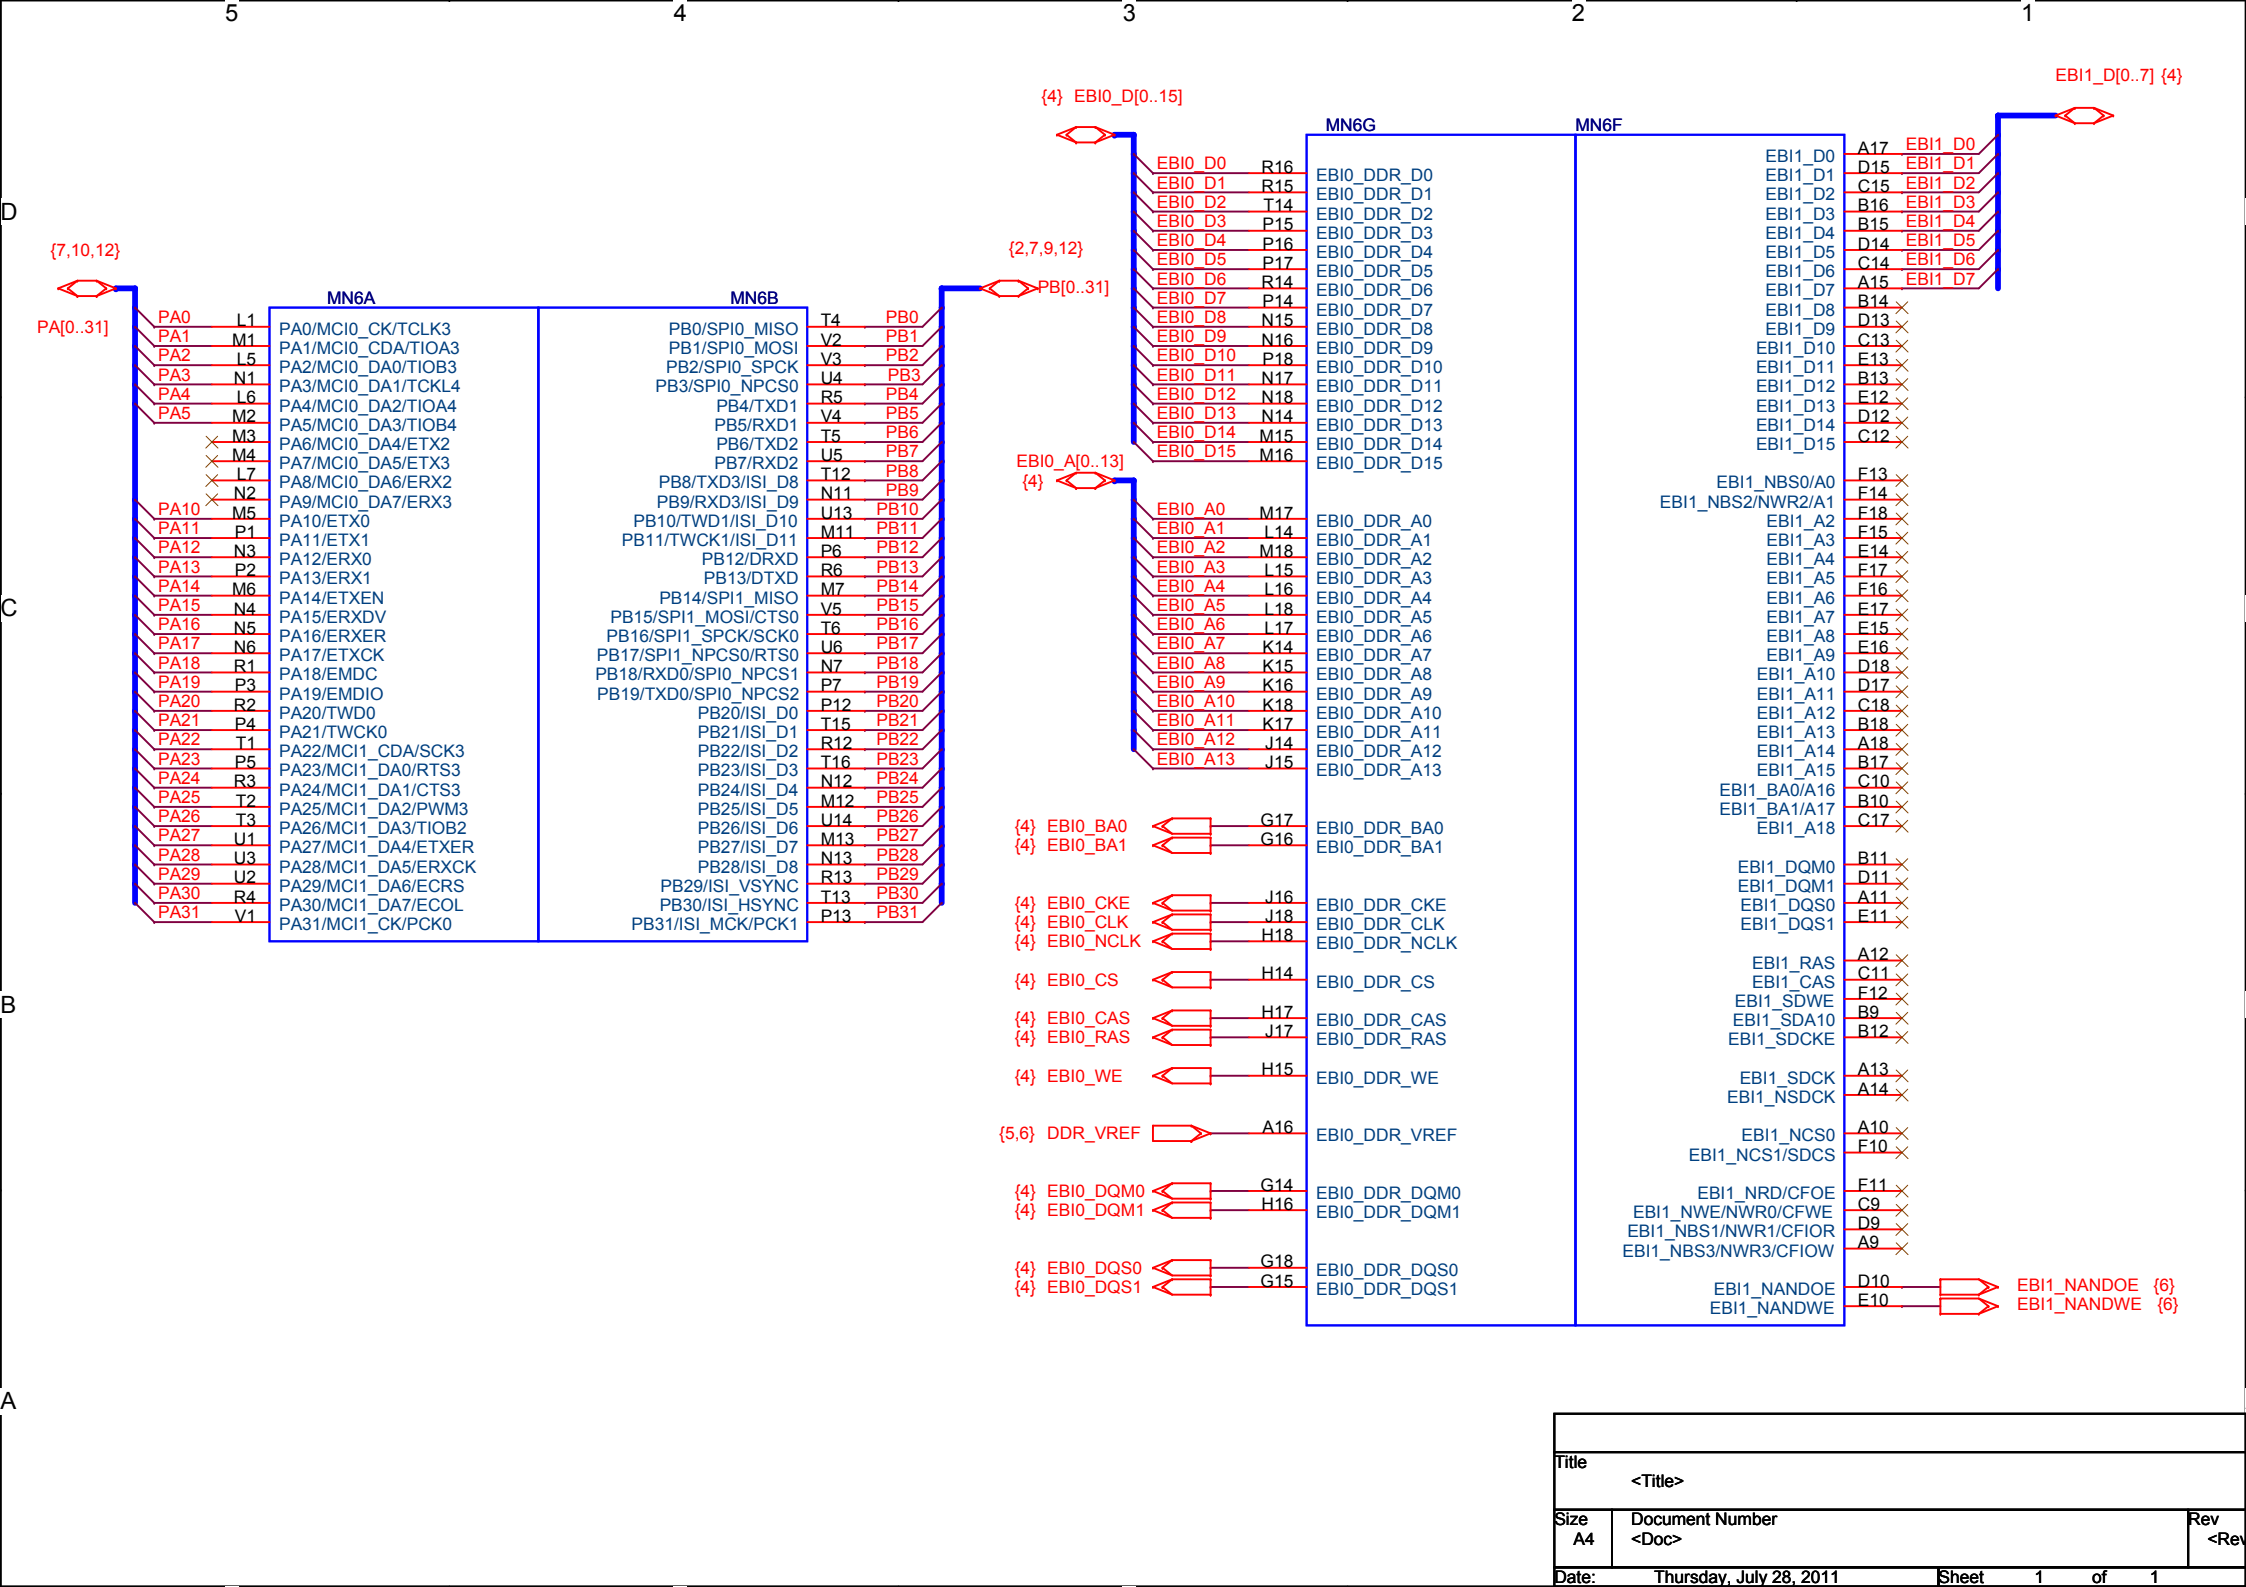 5 4 3 2 1
D
C
B
A
{7,10,12}
PA[0..31]
MN6A
PA0 L1 PA0/MCI0_CK/TCLK3
PA1 M1 PA1/MCI0_CDA/TIOA3
PA2 L5 PA2/MCI0_DA0/TIOB3
PA3 N1 PA3/MCI0_DA1/TCKL4
PA4 L6 PA4/MCI0_DA2/TIOA4
PA5 M2 PA5/MCI0_DA3/TIOB4
M3 PA6/MCI0_DA4/ETX2
M4 PA7/MCI0_DA5/ETX3
L7 PA8/MCI0_DA6/ERX2
N2 PA9/MCI0_DA7/ERX3
PA10 M5 PA10/ETX0
PA11 P1 PA11/ETX1
PA12 N3 PA12/ERX0
PA13 P2 PA13/ERX1
PA14 M6 PA14/ETXEN
PA15 N4 PA15/ERXDV
PA16 N5 PA16/ERXER
PA17 N6 PA17/ETXCK
PA18 R1 PA18/EMDC
PA19 P3 PA19/EMDIO
PA20 R2 PA20/TWD0
PA21 P4 PA21/TWCK0
PA22 T1 PA22/MCI1_CDA/SCK3
PA23 P5 PA23/MCI1_DA0/RTS3
PA24 R3 PA24/MCI1_DA1/CTS3
PA25 T2 PA25/MCI1_DA2/PWM3
PA26 T3 PA26/MCI1_DA3/TIOB2
PA27 U1 PA27/MCI1_DA4/ETXER
PA28 U3 PA28/MCI1_DA5/ERXCK
PA29 U2 PA29/MCI1_DA6/ECRS
PA30 R4 PA30/MCI1_DA7/ECOL
PA31 V1 PA31/MCI1_CK/PCK0
{2,7,9,12}
PB[0..31]
MN6B
PB0/SPI0_MISO T4 PB0
PB1/SPI0_MOSI V2 PB1
PB2/SPI0_SPCK V3 PB2
PB3/SPI0_NPCS0 U4 PB3
PB4/TXD1 R5 PB4
PB5/RXD1 V4 PB5
PB6/TXD2 T5 PB6
PB7/RXD2 U5 PB7
PB8/TXD3/ISI_D8 T12 PB8
PB9/RXD3/ISI_D9 N11 PB9
PB10/TWD1/ISI_D10 U13 PB10
PB11/TWCK1/ISI_D11 M11 PB11
PB12/DRXD P6 PB12
PB13/DTXD R6 PB13
PB14/SPI1_MISO M7 PB14
PB15/SPI1_MOSI/CTS0 V5 PB15
PB16/SPI1_SPCK/SCK0 T6 PB16
PB17/SPI1_NPCS0/RTS0 U6 PB17
PB18/RXD0/SPI0_NPCS1 N7 PB18
PB19/TXD0/SPI0_NPCS2 P7 PB19
PB20/ISI_D0 P12 PB20
PB21/ISI_D1 T15 PB21
PB22/ISI_D2 R12 PB22
PB23/ISI_D3 T16 PB23
PB24/ISI_D4 N12 PB24
PB25/ISI_D5 M12 PB25
PB26/ISI_D6 U14 PB26
PB27/ISI_D7 M13 PB27
PB28/ISI_D8 N13 PB28
PB29/ISI_VSYNC R13 PB29
PB30/ISI_HSYNC T13 PB30
PB31/ISI_MCK/PCK1 P13 PB31
{4} EBI0_D[0..15]
MN6G
EBI0_D0 R16 EBI0_DDR_D0
EBI0_D1 R15 EBI0_DDR_D1
EBI0_D2 T14 EBI0_DDR_D2
EBI0_D3 P15 EBI0_DDR_D3
EBI0_D4 P16 EBI0_DDR_D4
EBI0_D5 P17 EBI0_DDR_D5
EBI0_D6 R14 EBI0_DDR_D6
EBI0_D7 P14 EBI0_DDR_D7
EBI0_D8 N15 EBI0_DDR_D8
EBI0_D9 N16 EBI0_DDR_D9
EBI0_D10 P18 EBI0_DDR_D10
EBI0_D11 N17 EBI0_DDR_D11
EBI0_D12 N18 EBI0_DDR_D12
EBI0_D13 N14 EBI0_DDR_D13
EBI0_D14 M15 EBI0_DDR_D14
EBI0_D15 M16 EBI0_DDR_D15
EBI0_A[0..13]
{4}
EBI0_A0 M17 EBI0_DDR_A0
EBI0_A1 L14 EBI0_DDR_A1
EBI0_A2 M18 EBI0_DDR_A2
EBI0_A3 L15 EBI0_DDR_A3
EBI0_A4 L16 EBI0_DDR_A4
EBI0_A5 L18 EBI0_DDR_A5
EBI0_A6 L17 EBI0_DDR_A6
EBI0_A7 K14 EBI0_DDR_A7
EBI0_A8 K15 EBI0_DDR_A8
EBI0_A9 K16 EBI0_DDR_A9
EBI0_A10 K18 EBI0_DDR_A10
EBI0_A11 K17 EBI0_DDR_A11
EBI0_A12 J14 EBI0_DDR_A12
EBI0_A13 J15 EBI0_DDR_A13
{4} EBI0_BA0 G17 EBI0_DDR_BA0
{4} EBI0_BA1 G16 EBI0_DDR_BA1
{4} EBI0_CKE J16 EBI0_DDR_CKE
{4} EBI0_CLK J18 EBI0_DDR_CLK
{4} EBI0_NCLK H18 EBI0_DDR_NCLK
{4} EBI0_CS H14 EBI0_DDR_CS
{4} EBI0_CAS H17 EBI0_DDR_CAS
{4} EBI0_RAS J17 EBI0_DDR_RAS
{4} EBI0_WE H15 EBI0_DDR_WE
{5,6} DDR_VREF A16 EBI0_DDR_VREF
{4} EBI0_DQM0 G14 EBI0_DDR_DQM0
{4} EBI0_DQM1 H16 EBI0_DDR_DQM1
{4} EBI0_DQS0 G18 EBI0_DDR_DQS0
{4} EBI0_DQS1 G15 EBI0_DDR_DQS1
EBI1_D[0..7] {4}
MN6F
EBI1_D0 A17 EBI1_D0
EBI1_D1 D15 EBI1_D1
EBI1_D2 C15 EBI1_D2
EBI1_D3 B16 EBI1_D3
EBI1_D4 B15 EBI1_D4
EBI1_D5 D14 EBI1_D5
EBI1_D6 C14 EBI1_D6
EBI1_D7 A15 EBI1_D7
EBI1_D8 B14
EBI1_D9 D13
EBI1_D10 C13
EBI1_D11 E13
EBI1_D12 B13
EBI1_D13 E12
EBI1_D14 D12
EBI1_D15 C12
EBI1_NBS0/A0 F13
EBI1_NBS2/NWR2/A1 F14
EBI1_A2 F18
EBI1_A3 F15
EBI1_A4 E14
EBI1_A5 F17
EBI1_A6 F16
EBI1_A7 E17
EBI1_A8 E15
EBI1_A9 E16
EBI1_A10 D18
EBI1_A11 D17
EBI1_A12 C18
EBI1_A13 B18
EBI1_A14 A18
EBI1_A15 B17
EBI1_BA0/A16 C10
EBI1_BA1/A17 B10
EBI1_A18 C17
EBI1_DQM0 B11
EBI1_DQM1 D11
EBI1_DQS0 A11
EBI1_DQS1 E11
EBI1_RAS A12
EBI1_CAS C11
EBI1_SDWE F12
EBI1_SDA10 B9
EBI1_SDCKE B12
EBI1_SDCK A13
EBI1_NSDCK A14
EBI1_NCS0 A10
EBI1_NCS1/SDCS F10
EBI1_NRD/CFOE F11
EBI1_NWE/NWR0/CFWE C9
EBI1_NBS1/NWR1/CFIOR D9
EBI1_NBS3/NWR3/CFIOW A9
EBI1_NANDOE D10 EBI1_NANDOE {6}
EBI1_NANDWE E10 EBI1_NANDWE {6}
Title
<Title>
Size Document Number Rev
A4 <Doc> <Rev
Date: Thursday, July 28, 2011 Sheet 1 of 1